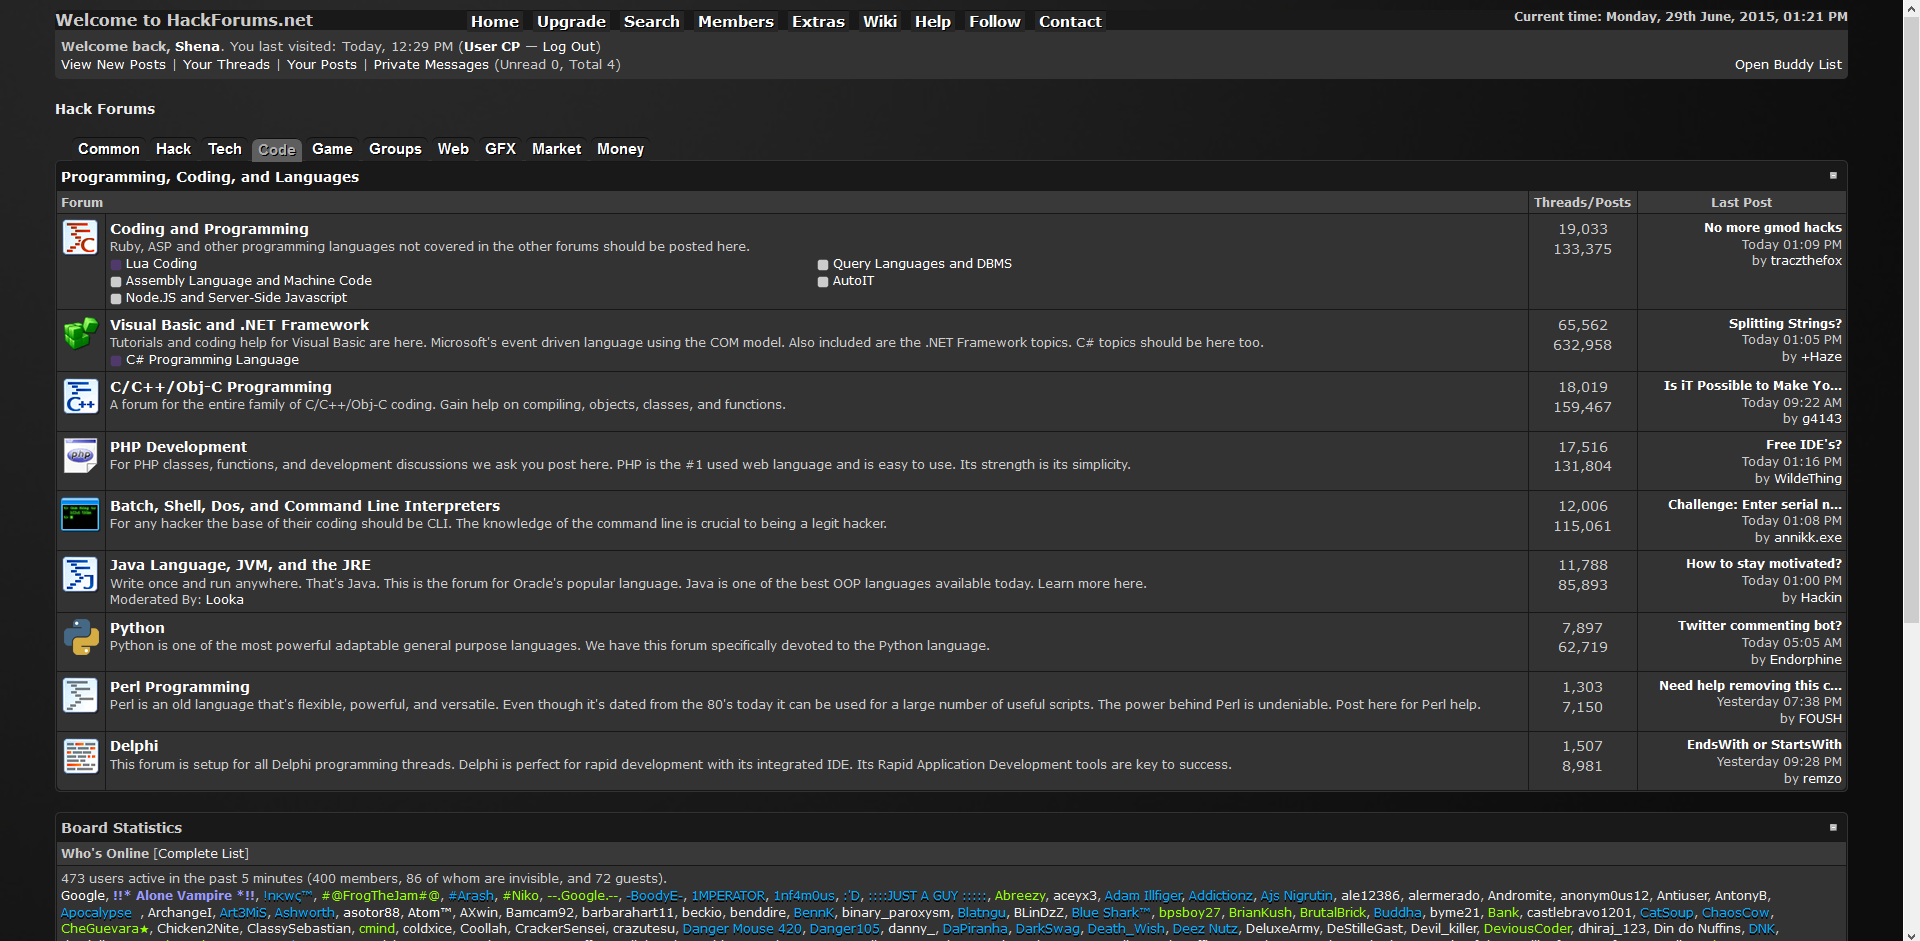 Welcome to HackForums.net Home Upgrade Search Members Extras Wiki Help Follow Contact Current time: Monday, 29th June, 2015, 01:21 PM
Welcome back, Shena. You last visited: Today, 12:29 PM (User CP — Log Out)
View New Posts | Your Threads | Your Posts | Private Messages (Unread 0, Total 4) Open Buddy List
Hack Forums
Common Hack Tech Code Game Groups Web GFX Market Money
Programming, Coding, and Languages
Forum Threads/Posts Last Post
Coding and Programming 19,033 No more gmod hacks
Ruby, ASP and other programming languages not covered in the other forums should be posted here. 133,375 Today 01:09 PM
Lua Coding Query Languages and DBMS by traczthefox
Assembly Language and Machine Code AutoIT
Node.JS and Server-Side Javascript
Visual Basic and .NET Framework 65,562 Splitting Strings?
Tutorials and coding help for Visual Basic are here. Microsoft's event driven language using the COM model. Also included are the .NET Framework topics. C# topics should be here too. 632,958 Today 01:05 PM
C# Programming Language by +Haze
C/C++/Obj-C Programming 18,019 Is iT Possible to Make Yo...
A forum for the entire family of C/C++/Obj-C coding. Gain help on compiling, objects, classes, and functions. 159,467 Today 09:22 AM
by g4143
PHP Development 17,516 Free IDE's?
For PHP classes, functions, and development discussions we ask you post here. PHP is the #1 used web language and is easy to use. Its strength is its simplicity. 131,804 Today 01:16 PM
by WildeThing
Batch, Shell, Dos, and Command Line Interpreters 12,006 Challenge: Enter serial n...
For any hacker the base of their coding should be CLI. The knowledge of the command line is crucial to being a legit hacker. 115,061 Today 01:08 PM
by annikk.exe
Java Language, JVM, and the JRE 11,788 How to stay motivated?
Write once and run anywhere. That's Java. This is the forum for Oracle's popular language. Java is one of the best OOP languages available today. Learn more here. 85,893 Today 01:00 PM
Moderated By: Looka by Hackin
Python 7,897 Twitter commenting bot?
Python is one of the most powerful adaptable general purpose languages. We have this forum specifically devoted to the Python language. 62,719 Today 05:05 AM
by Endorphine
Perl Programming 1,303 Need help removing this c...
Perl is an old language that's flexible, powerful, and versatile. Even though it's dated from the 80's today it can be used for a large number of useful scripts. The power behind Perl is undeniable. Post here for Perl help. 7,150 Yesterday 07:38 PM
by FOUSH
Delphi 1,507 EndsWith or StartsWith
This forum is setup for all Delphi programming threads. Delphi is perfect for rapid development with its integrated IDE. Its Rapid Application Development tools are key to success. 8,981 Yesterday 09:28 PM
by remzo
Board Statistics
Who's Online [Complete List]
473 users active in the past 5 minutes (400 members, 86 of whom are invisible, and 72 guests).
Google, !!* Alone Vampire *!!, !nкwç™, #@FrogTheJam#@, #Arash, #Niko, --.Google.--, -BoodyE-, 1MPERATOR, 1nf4m0us, :'D, ::::JUST A GUY :::::, Abreezy, aceyx3, Adam Illfiger, Addictionz, Ajs Nigrutin, ale12386, alermerado, Andromite, anonym0us12, Antiuser, AntonyB,
Apocalypse , ArchangeI, Art3MiS, Ashworth, asotor88, Atom™, AXwin, Bamcam92, barbarahart11, beckio, benddire, BennK, binary_paroxysm, Blatngu, BLinDzZ, Blue Shark™, bpsboy27, BrianKush, BrutalBrick, Buddha, byme21, Bank, castlebravo1201, CatSoup, ChaosCow,
CheGuevara★, Chicken2Nite, ClassySebastian, cmind, coldxice, Coollah, CrackerSensei, crazutesu, Danger Mouse 420, Danger105, danny_, DaPiranha, DarkSwag, Death_Wish, Deez Nutz, DeluxeArmy, DeStilleGast, Devil_killer, DeviousCoder, dhiraj_123, Din do Nuffins, DNK,